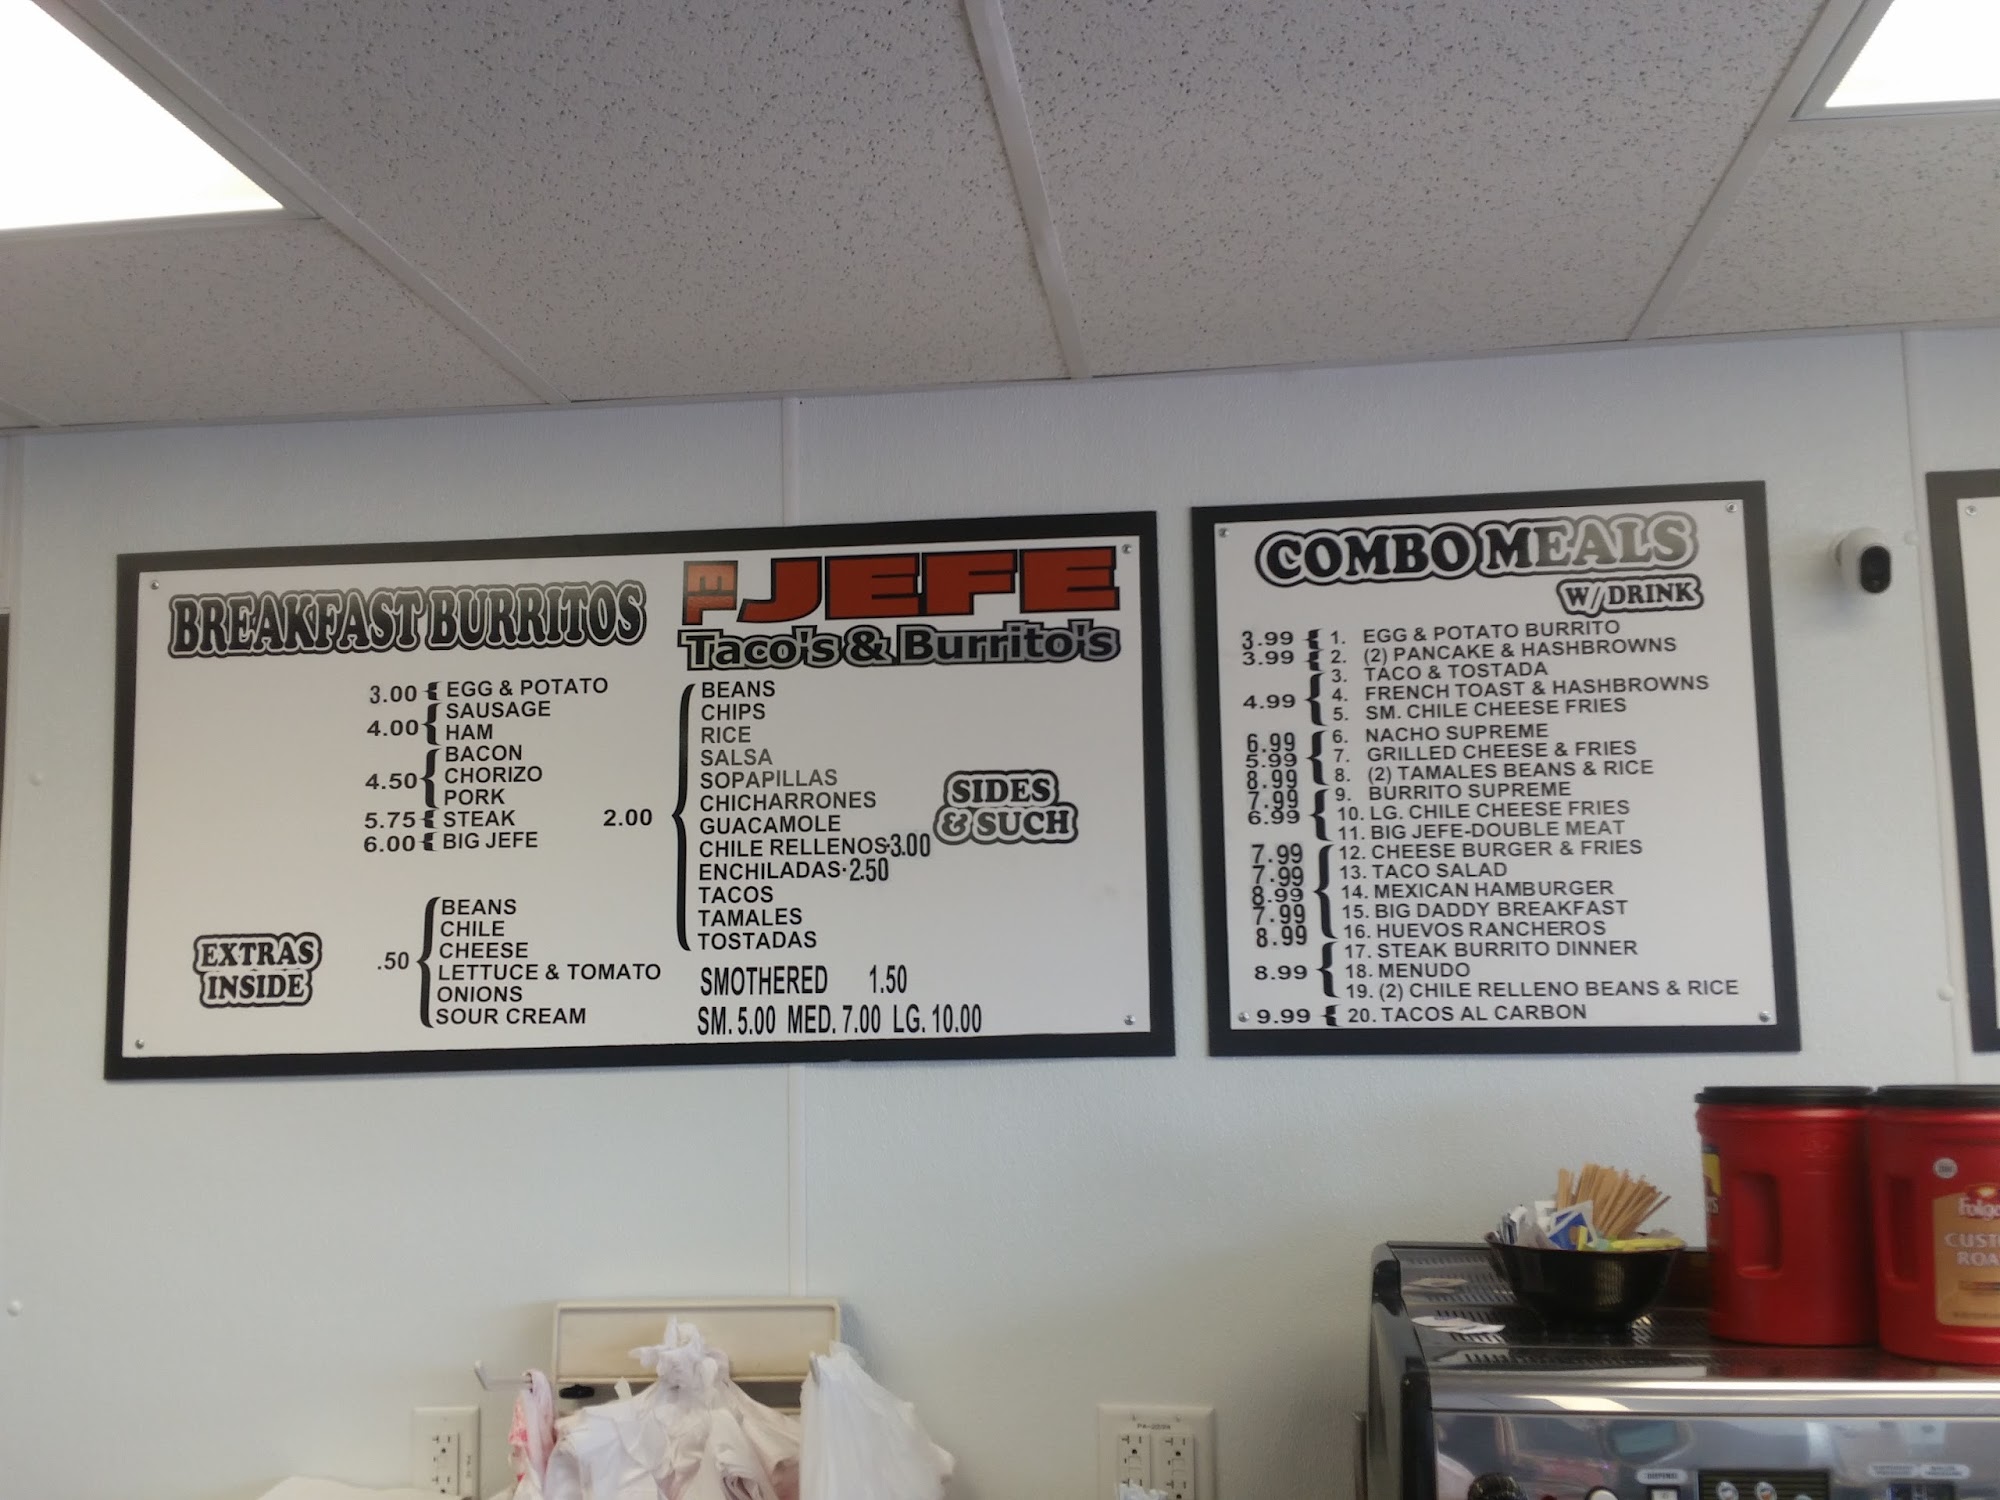 BREAKFAST BURRITOS
3.00 EGG & POTATO
SAUSAGE
4.00 HAM
BACON
4.50 CHORIZO
PORK
5.75 STEAK
6.00 BIG JEFE
EXTRAS
INSIDE
BEANS
CHILE
CHEESE
.50 LETTUCE & TOMATO
ONIONS
SOUR CREAM
EL JEFE
Taco's & Burrito's
BEANS
CHIPS
RICE
SALSA
SOPAPILLAS
CHICHARRONES
2.00 GUACAMOLE
CHILE RELLENOS-3.00
ENCHILADAS-2.50
TACOS
TAMALES
TOSTADAS
SIDES
& SUCH
SMOTHERED 1.50
SM. 5.00 MED. 7.00 LG. 10.00
COMBO MEALS
W/ DRINK
3.99 1. EGG & POTATO BURRITO
3.99 2. (2) PANCAKE & HASHBROWNS
3. TACO & TOSTADA
4.99 4. FRENCH TOAST & HASHBROWNS
5. SM. CHILE CHEESE FRIES
6.99 6. NACHO SUPREME
5.99 7. GRILLED CHEESE & FRIES
8.99 8. (2) TAMALES BEANS & RICE
7.99 9. BURRITO SUPREME
6.99 10. LG. CHILE CHEESE FRIES
11. BIG JEFE-DOUBLE MEAT
7.99 12. CHEESE BURGER & FRIES
7.99 13. TACO SALAD
8.99 14. MEXICAN HAMBURGER
7.99 15. BIG DADDY BREAKFAST
8.99 16. HUEVOS RANCHEROS
17. STEAK BURRITO DINNER
8.99 18. MENUDO
19. (2) CHILE RELLENO BEANS & RICE
9.99 20. TACOS AL CARBON
Folge
CUST
ROA